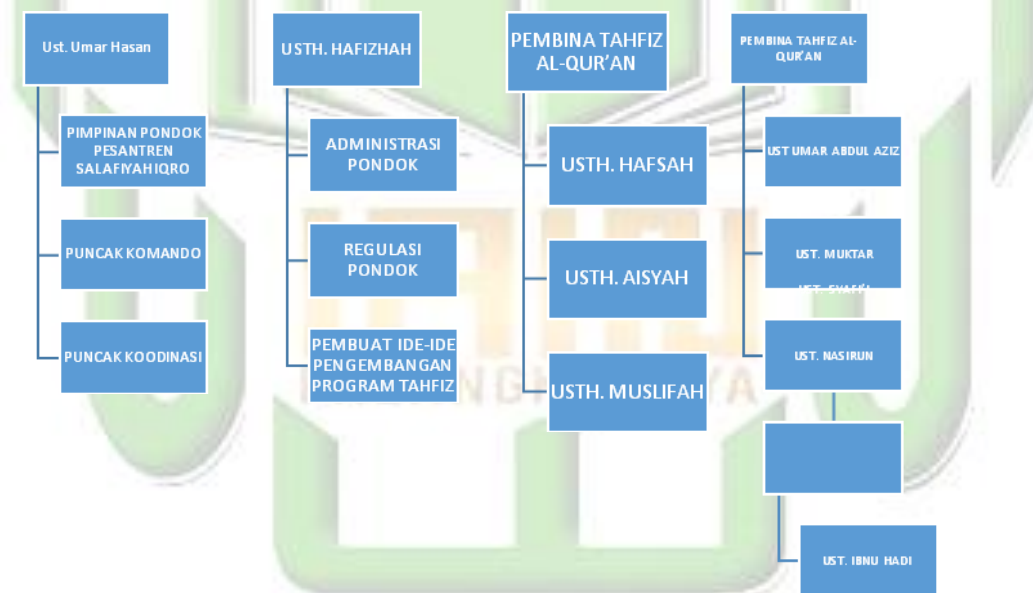 Ust. Umar Hasan
PIMPINAN PONDOK
PESANTREN
SALAFIYAH IQRO
PUNCAK KOMANDO
PUNCAK KOODINASI
USTH. HAFIZHAH
ADMINISTRASI
PONDOK
REGULASI
PONDOK
PEMBUAT IDE-IDE
PENGEMBANGAN
PROGRAM TAHFIZ
PEMBINA TAHFIZ
AL-QUR'AN
USTH. HAFSAH
USTH. AISYAH
USTH. MUSLIFAH
PEMBINA TAHFIZ AL-
QUR'AN
UST UMAR ABDUL AZIZ
UST. MUKTAR
UST. SYAFI'I
UST. NASIRUN
UST. IBNU HADI